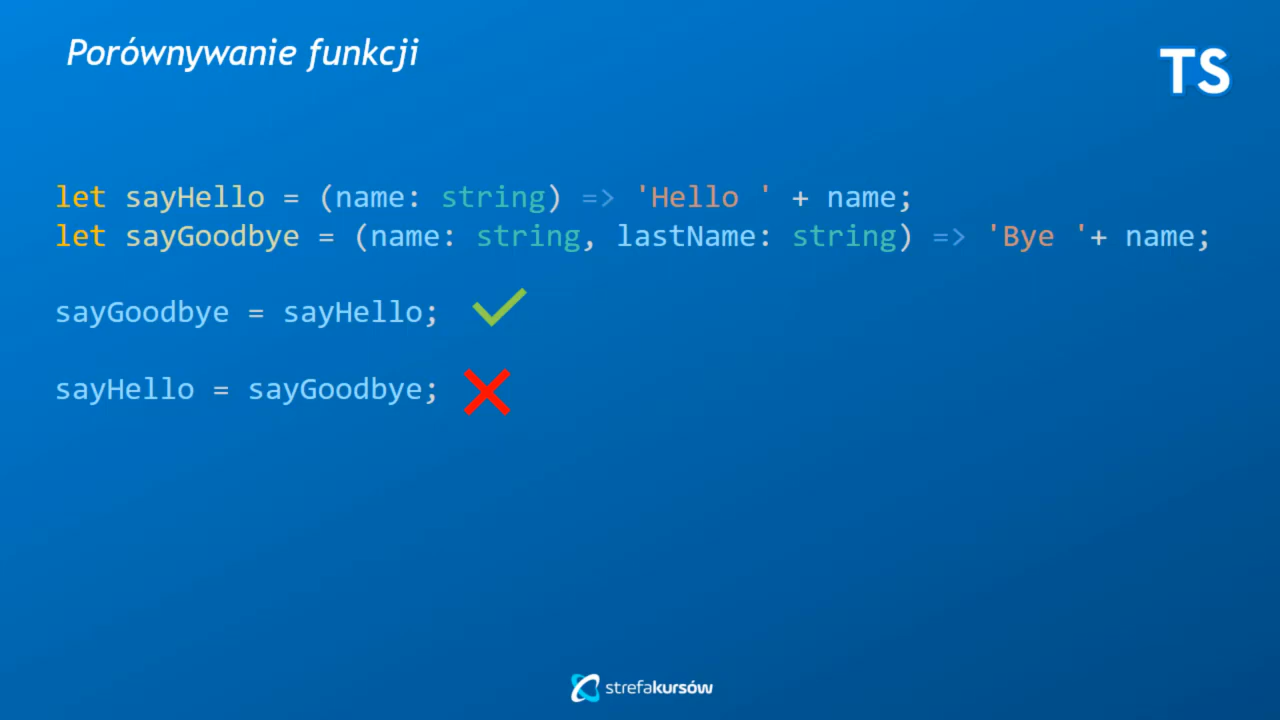 Porównywanie funkcji
TS
let sayHello = (name: string) => 'Hello ' + name;
let sayGoodbye = (name: string, lastName: string) => 'Bye '+ name;
sayGoodbye = sayHello;
sayHello = sayGoodbye;
strefakursów